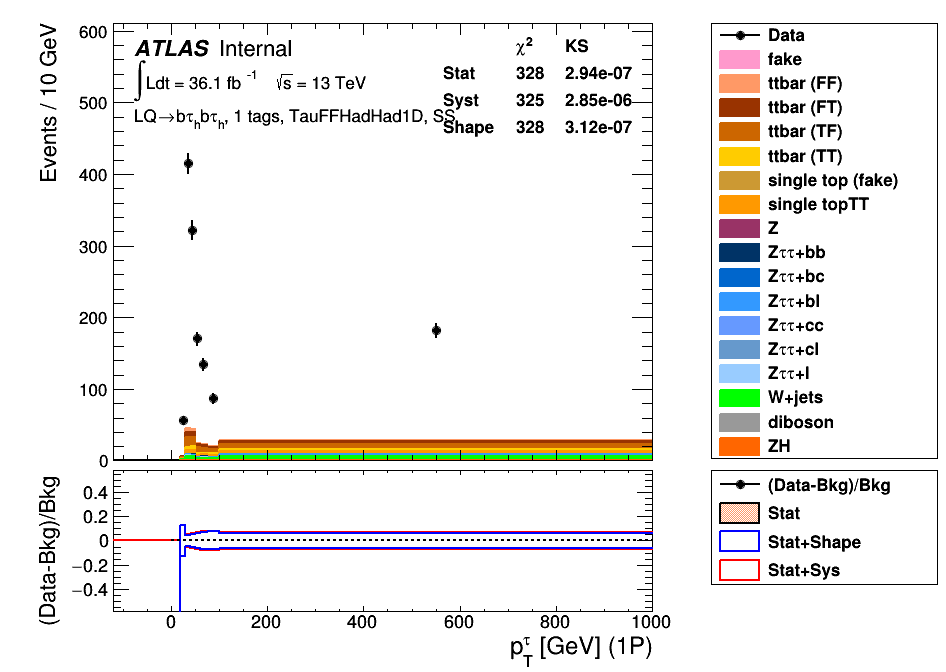 600
500
400
300
200
100
0
Events / 10 GeV
ATLAS Internal
∫Ldt = 36.1 fb⁻¹ √s = 13 TeV
LQ→bτₕbτₕ, 1 tags, TauFFHadHad1D, SS
χ² KS
Stat 328 2.94e-07
Syst 325 2.85e-06
Shape 328 3.12e-07
Data
fake
ttbar (FF)
ttbar (FT)
ttbar (TF)
ttbar (TT)
single top (fake)
single topTT
Z
Zττ+bb
Zττ+bc
Zττ+bl
Zττ+cc
Zττ+cl
Zττ+l
W+jets
diboson
ZH
(Data-Bkg)/Bkg
0.4
0.2
0
−0.2
−0.4
0 200 400 600 800 1000
p_T^τ [GeV] (1P)
(Data-Bkg)/Bkg
Stat
Stat+Shape
Stat+Sys